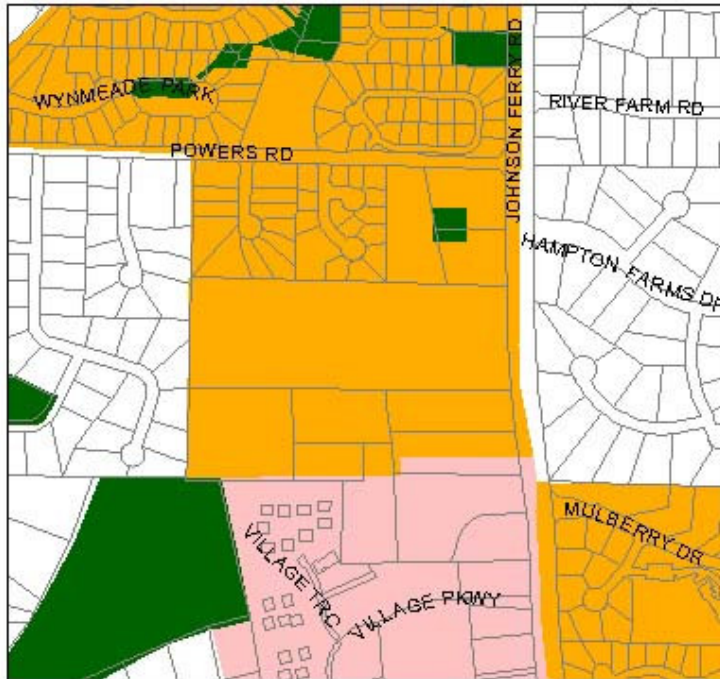 WYNMEADE PARK
JOHNSON FERRY RD
RIVER FARM RD
POWERS RD
HAMPTON FARMS DR
MULBERRY DR
VILLAGE TRC
VILLAGE PKWY